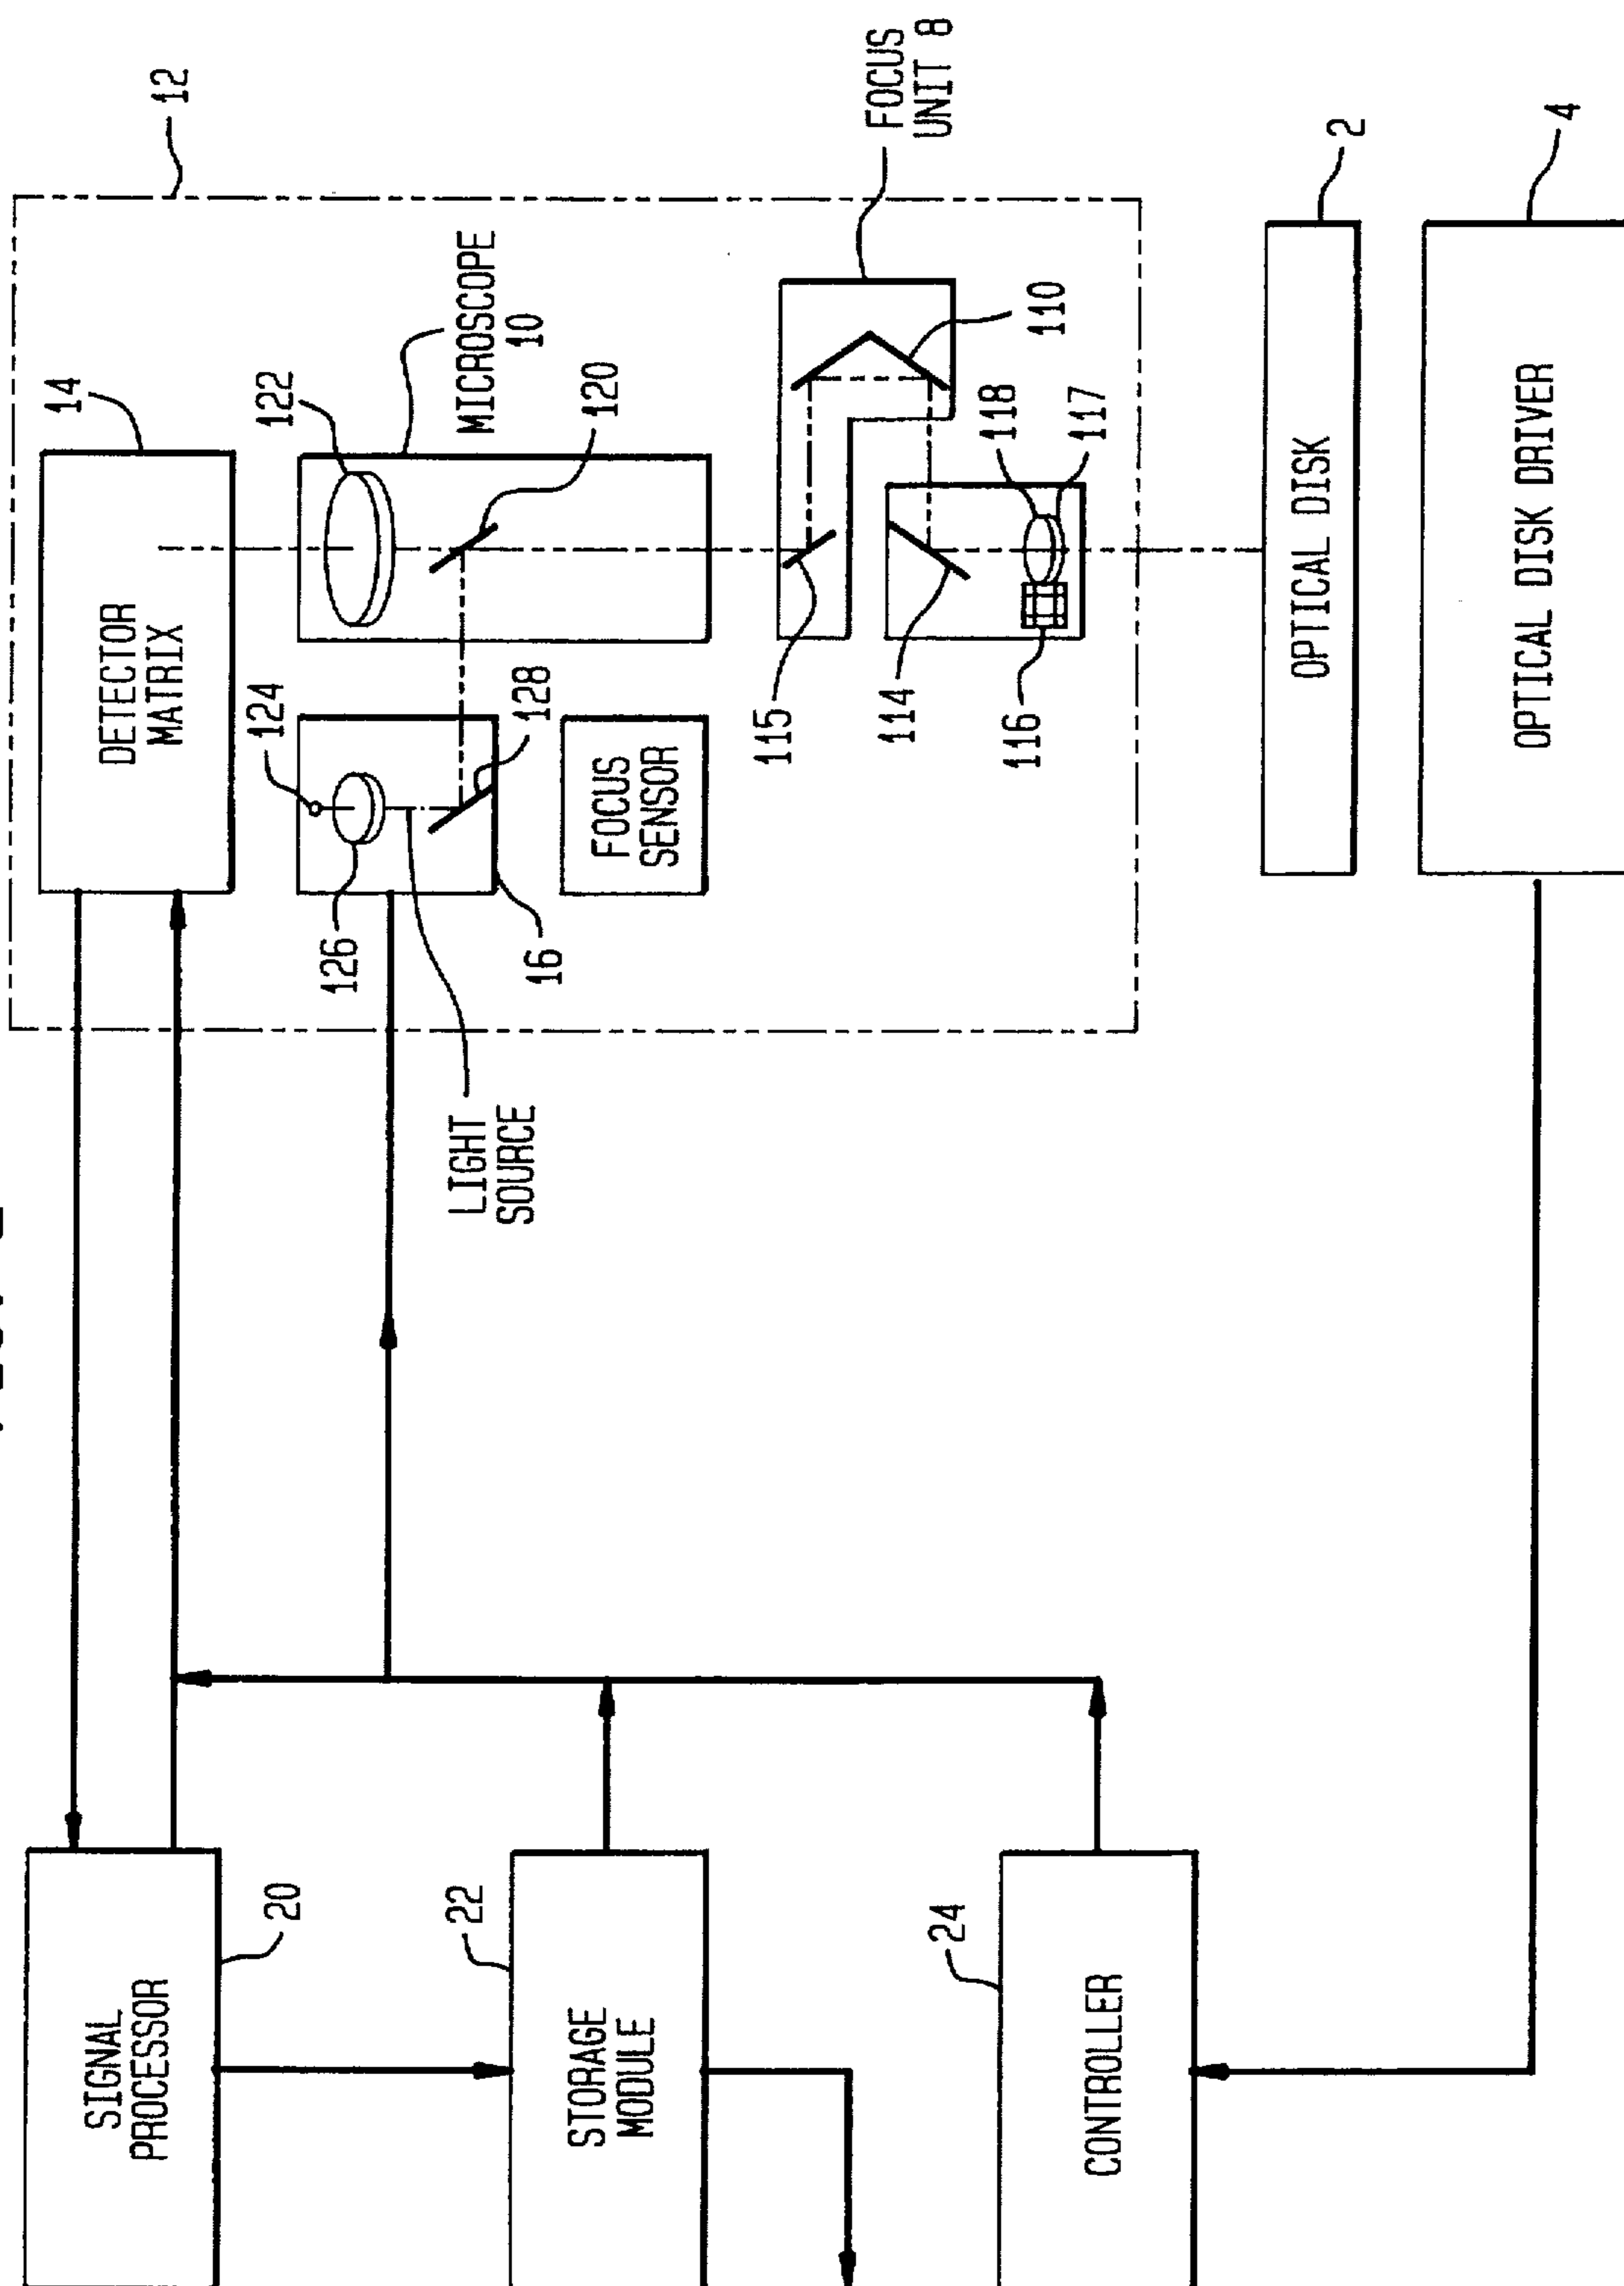 12
14
DETECTOR
MATRIX
122
MICROSCOPE
10
120
124
126
128
16
LIGHT
SOURCE
FOCUS
SENSOR
FOCUS
UNIT 8
110
115
114
118
117
116
OPTICAL DISK
2
OPTICAL DISK DRIVER
4
SIGNAL
PROCESSOR
20
STORAGE
MODULE
22
CONTROLLER
24